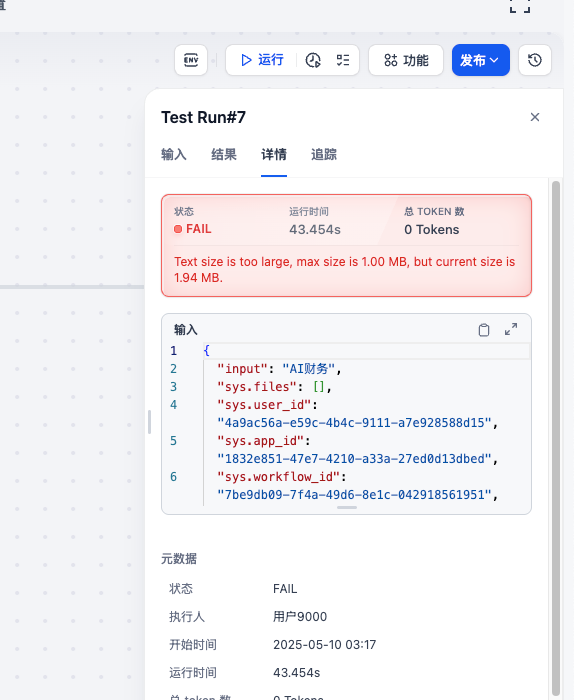 ENV
运行
功能
发布
Test Run#7
输入 结果 详情 追踪
状态 运行时间 总 TOKEN 数
FAIL 43.454s 0 Tokens
Text size is too large, max size is 1.00 MB, but current size is
1.94 MB.
输入
1 {
2 "input": "AI财务",
3 "sys.files": [],
4 "sys.user_id":
"4a9ac56a-e59c-4b4c-9111-a7e928588d15",
5 "sys.app_id":
"1832e851-47e7-4210-a33a-27ed0d13dbed",
6 "sys.workflow_id":
"7be9db09-7f4a-49d6-8e1c-042918561951",
元数据
状态 FAIL
执行人 用户9000
开始时间 2025-05-10 03:17
运行时间 43.454s
总 token 数 0 Tokens